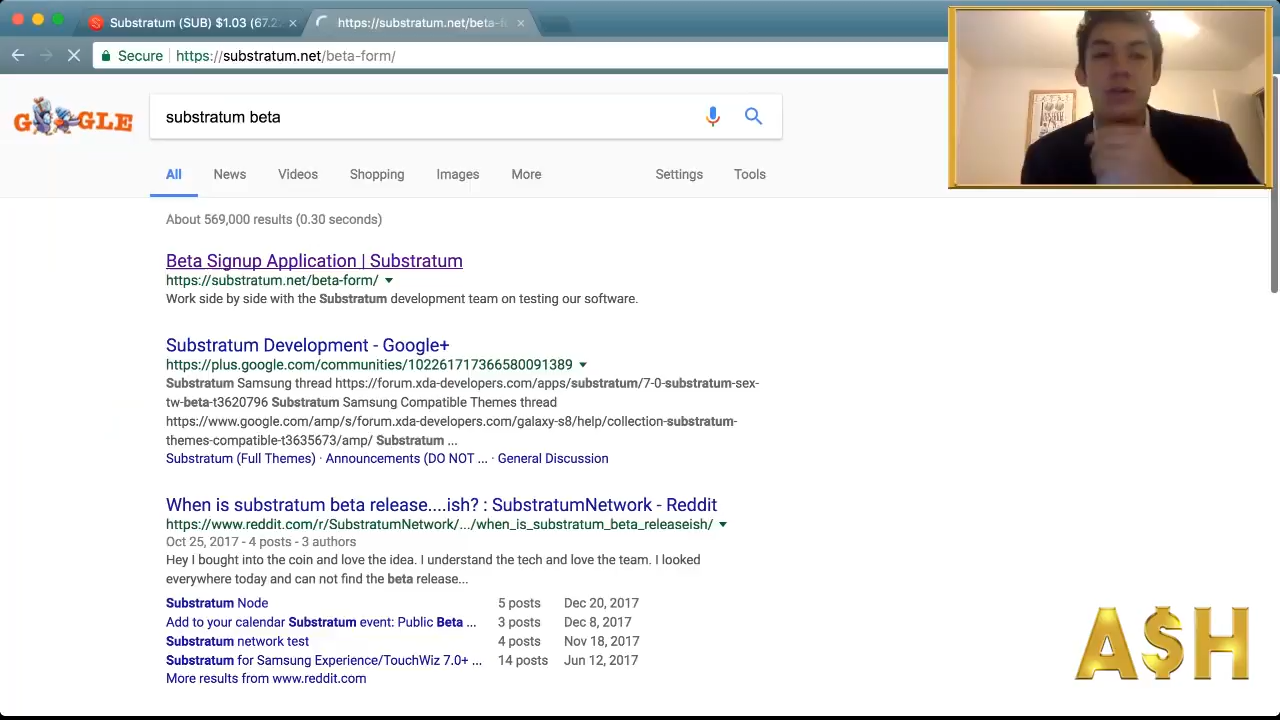 Substratum (SUB) $1.03 (67.2
https://substratum.net/beta-f
Secure https://substratum.net/beta-form/
GOOGLE
substratum beta
All News Videos Shopping Images More Settings Tools
About 569,000 results (0.30 seconds)
Beta Signup Application | Substratum
https://substratum.net/beta-form/
Work side by side with the Substratum development team on testing our software.
Substratum Development - Google+
https://plus.google.com/communities/102261717366580091389
Substratum Samsung thread https://forum.xda-developers.com/apps/substratum/7-0-substratum-sex-
tw-beta-t3620796 Substratum Samsung Compatible Themes thread
https://www.google.com/amp/s/forum.xda-developers.com/galaxy-s8/help/collection-substratum-
themes-compatible-t3635673/amp/ Substratum ...
Substratum (Full Themes) · Announcements (DO NOT ... · General Discussion
When is substratum beta release....ish? : SubstratumNetwork - Reddit
https://www.reddit.com/r/SubstratumNetwork/.../when_is_substratum_beta_releaseish/
Oct 25, 2017 - 4 posts - 3 authors
Hey I bought into the coin and love the idea. I understand the tech and love the team. I looked
everywhere today and can not find the beta release...
Substratum Node 5 posts Dec 20, 2017
Add to your calendar Substratum event: Public Beta ... 3 posts Dec 8, 2017
Substratum network test 4 posts Nov 18, 2017
Substratum for Samsung Experience/TouchWiz 7.0+ ... 14 posts Jun 12, 2017
More results from www.reddit.com
A$H